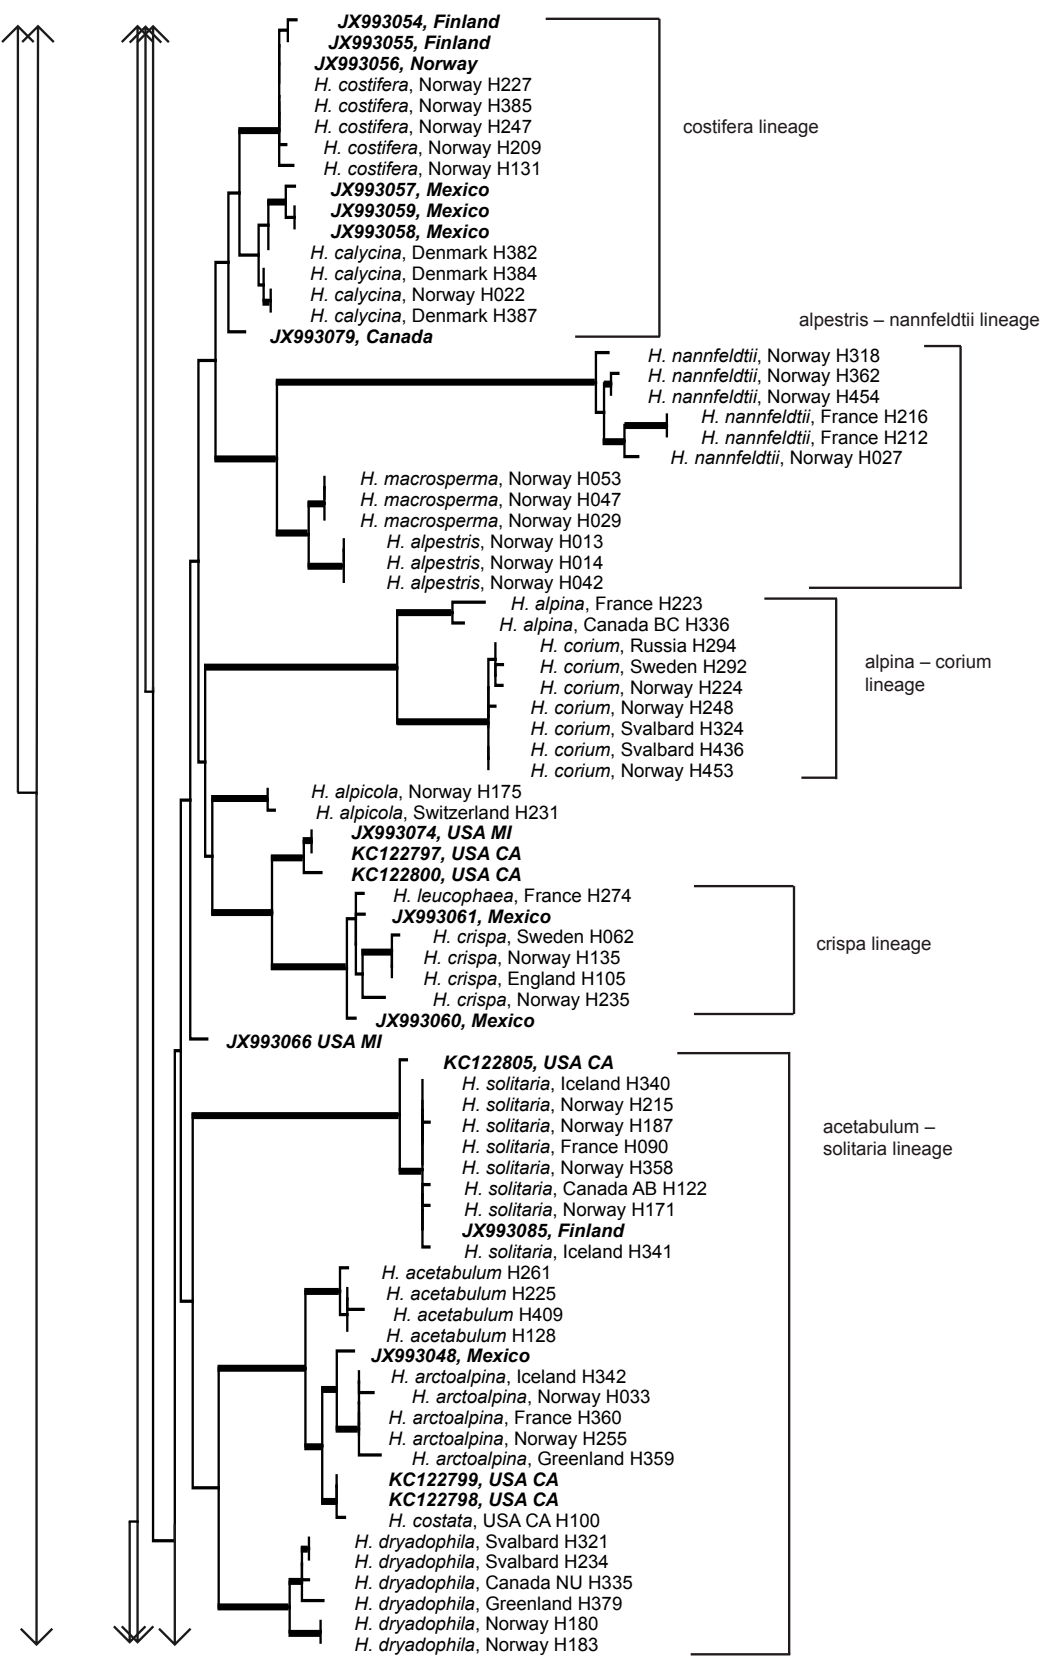 JX993054, Finland
JX993055, Finland
JX993056, Norway
H. costifera, Norway H227
H. costifera, Norway H385
H. costifera, Norway H247
costifera lineage
H. costifera, Norway H209
H. costifera, Norway H131
JX993057, Mexico
JX993059, Mexico
JX993058, Mexico
H. calycina, Denmark H382
H. calycina, Denmark H384
H. calycina, Norway H022
H. calycina, Denmark H387
JX993079, Canada
alpestris – nannfeldtii lineage
H. nannfeldtii, Norway H318
H. nannfeldtii, Norway H362
H. nannfeldtii, Norway H454
H. nannfeldtii, France H216
H. nannfeldtii, France H212
H. nannfeldtii, Norway H027
H. macrosperma, Norway H053
H. macrosperma, Norway H047
H. macrosperma, Norway H029
H. alpestris, Norway H013
H. alpestris, Norway H014
H. alpestris, Norway H042
H. alpina, France H223
H. alpina, Canada BC H336
H. corium, Russia H294
H. corium, Sweden H292
H. corium, Norway H224
alpina – corium
lineage
H. corium, Norway H248
H. corium, Svalbard H324
H. corium, Svalbard H436
H. corium, Norway H453
H. alpicola, Norway H175
H. alpicola, Switzerland H231
JX993074, USA MI
KC122797, USA CA
KC122800, USA CA
H. leucophaea, France H274
JX993061, Mexico
H. crispa, Sweden H062
crispa lineage
H. crispa, Norway H135
H. crispa, England H105
H. crispa, Norway H235
JX993060, Mexico
JX993066 USA MI
KC122805, USA CA
H. solitaria, Iceland H340
H. solitaria, Norway H215
H. solitaria, Norway H187
acetabulum –
solitaria lineage
H. solitaria, France H090
H. solitaria, Norway H358
H. solitaria, Canada AB H122
H. solitaria, Norway H171
JX993085, Finland
H. solitaria, Iceland H341
H. acetabulum H261
H. acetabulum H225
H. acetabulum H409
H. acetabulum H128
JX993048, Mexico
H. arctoalpina, Iceland H342
H. arctoalpina, Norway H033
H. arctoalpina, France H360
H. arctoalpina, Norway H255
H. arctoalpina, Greenland H359
KC122799, USA CA
KC122798, USA CA
H. costata, USA CA H100
H. dryadophila, Svalbard H321
H. dryadophila, Svalbard H234
H. dryadophila, Canada NU H335
H. dryadophila, Greenland H379
H. dryadophila, Norway H180
H. dryadophila, Norway H183